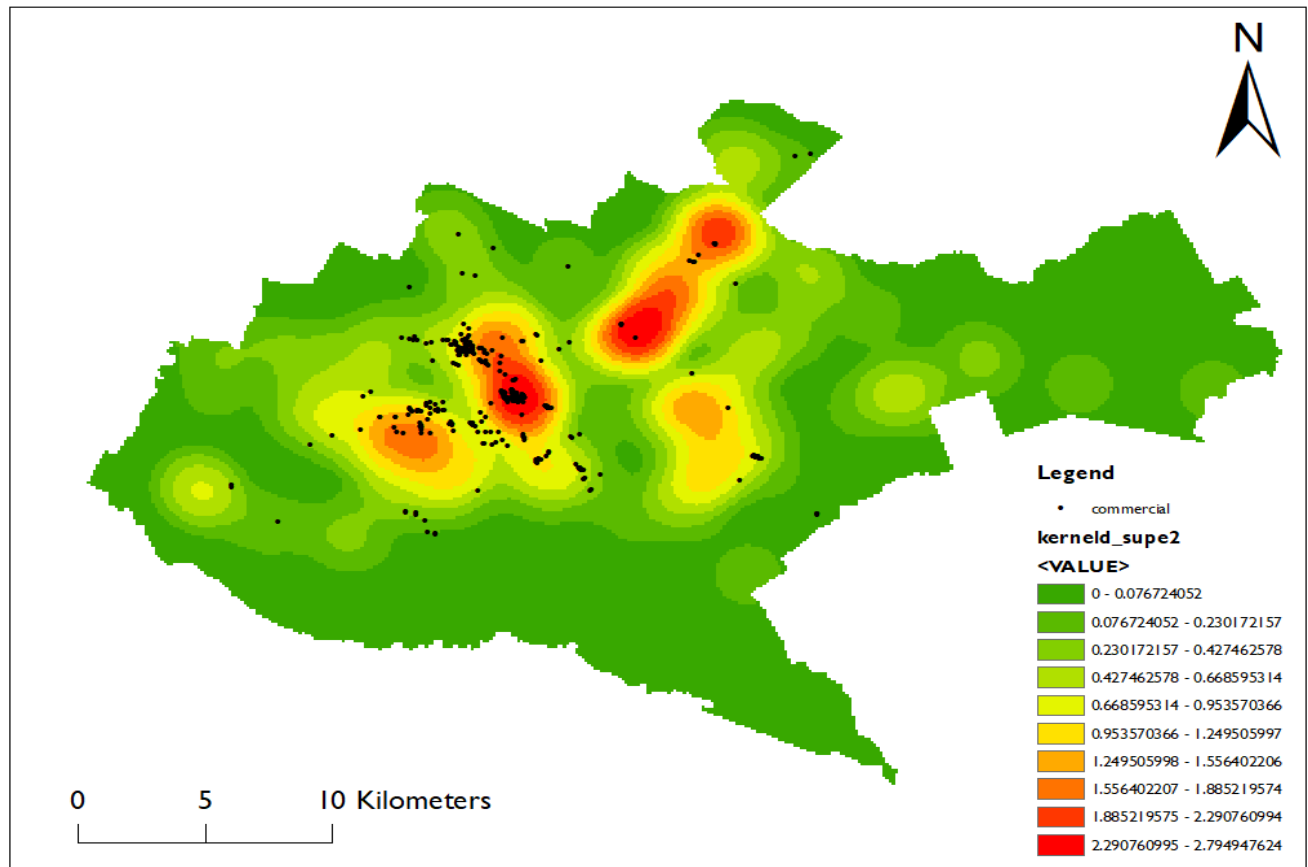 N
Legend
commercial
kerneld_supe2
<VALUE>
0 - 0.076724052
0.076724052 - 0.230172157
0.230172157 - 0.427462578
0.427462578 - 0.668595314
0.668595314 - 0.953570366
0.953570366 - 1.249505997
1.249505998 - 1.556402206
1.556402207 - 1.885219574
1.885219575 - 2.290760994
2.290760995 - 2.794947624
0 5 10 Kilometers